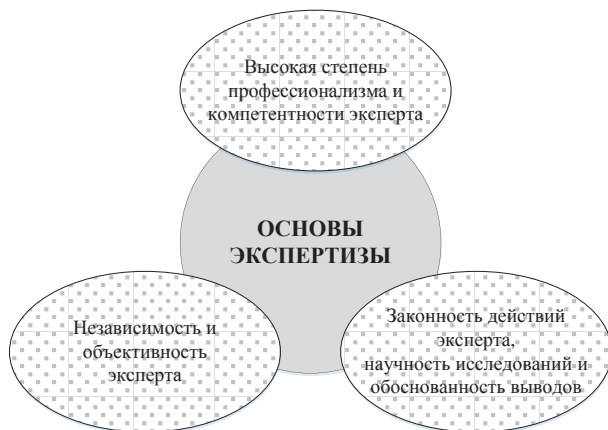 Высокая степень
профессионализма и
компетентности эксперта
ОСНОВЫ
ЭКСПЕРТИЗЫ
Независимость и
объективность
эксперта
Законность действий
эксперта,
научность исследований и
обоснованность выводов